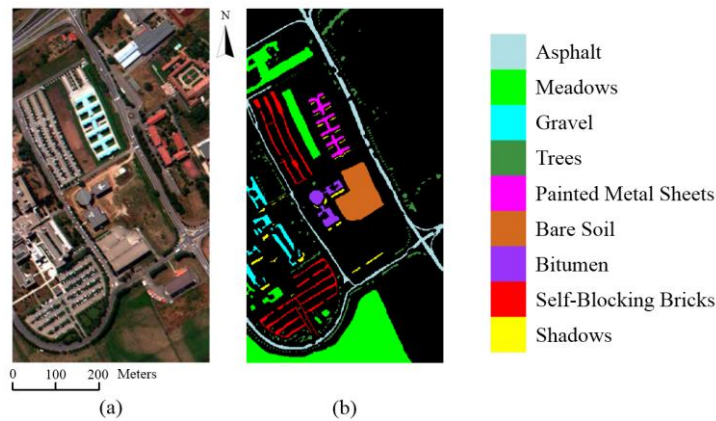 N
Asphalt
Meadows
Gravel
Trees
Painted Metal Sheets
Bare Soil
Bitumen
Self-Blocking Bricks
Shadows
0 100 200 Meters
(a) (b)